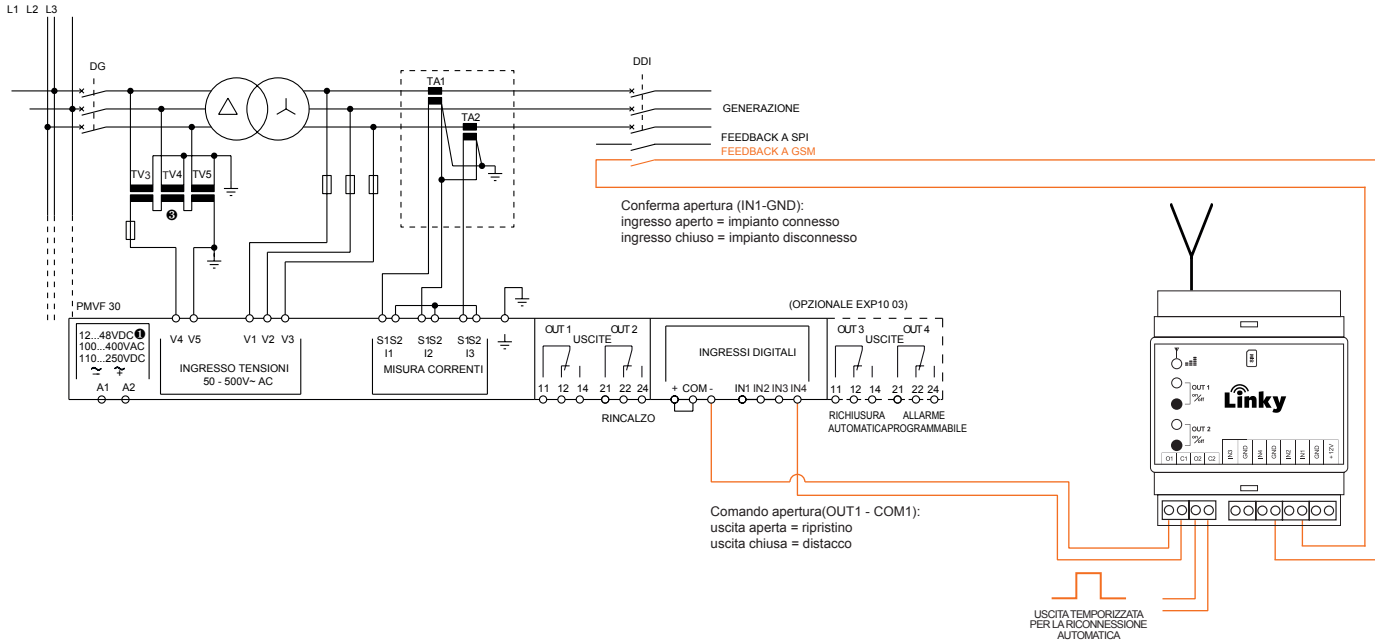 L1 L2 L3
DG
DDI
TA1
TA2
GENERAZIONE
FEEDBACK A SPI
FEEDBACK A GSM
TV3 TV4 TV5
❸
Conferma apertura (IN1-GND):
ingresso aperto = impianto connesso
ingresso chiuso = impianto disconnesso
PMVF 30
(OPZIONALE EXP10 03)
12...48VDC❶
100...400VAC
110...250VDC
A1 A2
V4 V5 V1 V2 V3
INGRESSO TENSIONI
50 - 500V~ AC
S1S2 S1S2 S1S2
I1 I2 I3
MISURA CORRENTI
OUT 1 OUT 2
USCITE
11 12 14 21 22 24
RINCALZO
INGRESSI DIGITALI
+ COM - IN1 IN2 IN3 IN4
OUT 3 OUT 4
USCITE
11 12 14 21 22 24
RICHIUSURA
AUTOMATICA
ALLARME
PROGRAMMABILE
Comando apertura(OUT1 - COM1):
uscita aperta = ripristino
uscita chiusa = distacco
OUT 1
on/off
OUT 2
on/off
Linky
O1 C1 O2 C2 IN3 GND IN4 GND IN2 IN1 GND +12V
USCITA TEMPORIZZATA
PER LA RICONNESSIONE
AUTOMATICA